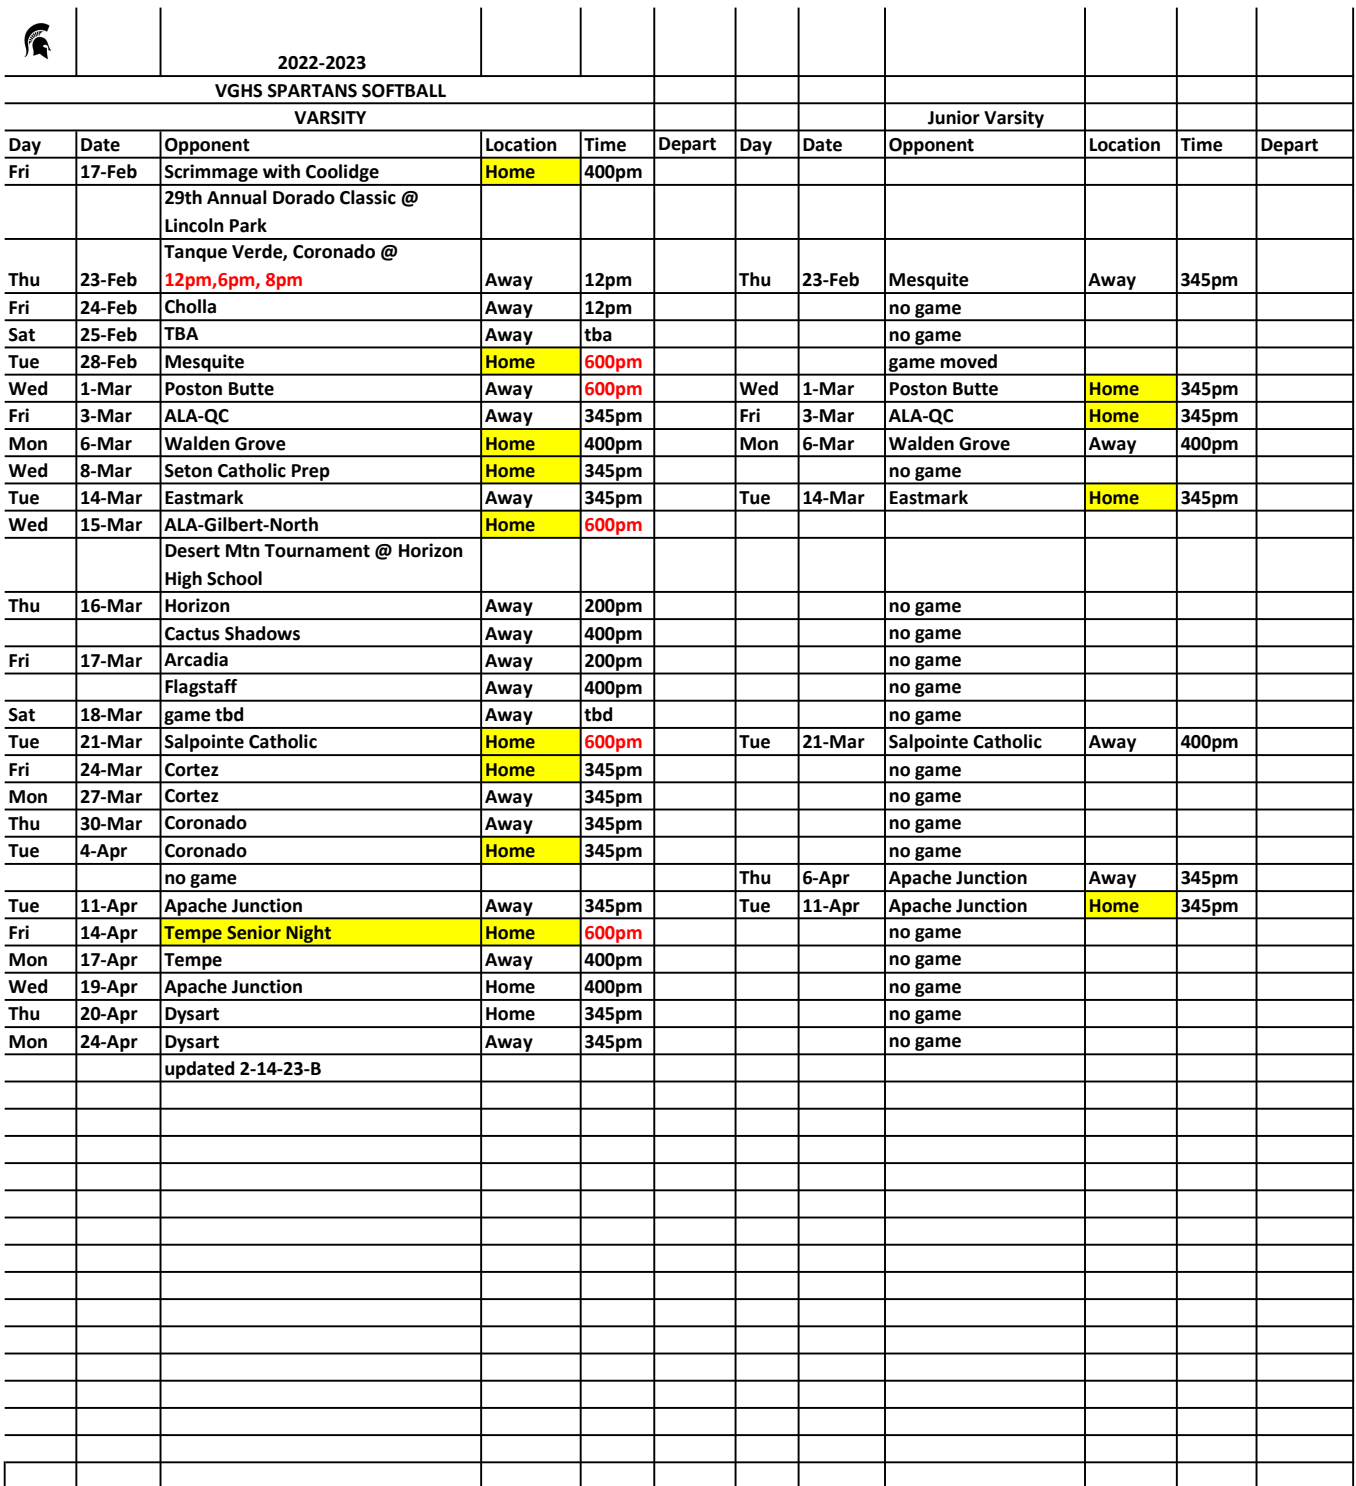 2022-2023
VGHS SPARTANS SOFTBALL
VARSITY Junior Varsity
Day Date Opponent Location Time Depart Day Date Opponent Location Time Depart
Fri 17-Feb Scrimmage with Coolidge Home 400pm
29th Annual Dorado Classic @
Lincoln Park
Tanque Verde, Coronado @
Thu 23-Feb 12pm,6pm, 8pm Away 12pm Thu 23-Feb Mesquite Away 345pm
Fri 24-Feb Cholla Away 12pm no game
Sat 25-Feb TBA Away tba no game
Tue 28-Feb Mesquite Home 600pm game moved
Wed 1-Mar Poston Butte Away 600pm Wed 1-Mar Poston Butte Home 345pm
Fri 3-Mar ALA-QC Away 345pm Fri 3-Mar ALA-QC Home 345pm
Mon 6-Mar Walden Grove Home 400pm Mon 6-Mar Walden Grove Away 400pm
Wed 8-Mar Seton Catholic Prep Home 345pm no game
Tue 14-Mar Eastmark Away 345pm Tue 14-Mar Eastmark Home 345pm
Wed 15-Mar ALA-Gilbert-North Home 600pm
Desert Mtn Tournament @ Horizon
High School
Thu 16-Mar Horizon Away 200pm no game
Cactus Shadows Away 400pm no game
Fri 17-Mar Arcadia Away 200pm no game
Flagstaff Away 400pm no game
Sat 18-Mar game tbd Away tbd no game
Tue 21-Mar Salpointe Catholic Home 600pm Tue 21-Mar Salpointe Catholic Away 400pm
Fri 24-Mar Cortez Home 345pm no game
Mon 27-Mar Cortez Away 345pm no game
Thu 30-Mar Coronado Away 345pm no game
Tue 4-Apr Coronado Home 345pm no game
no game Thu 6-Apr Apache Junction Away 345pm
Tue 11-Apr Apache Junction Away 345pm Tue 11-Apr Apache Junction Home 345pm
Fri 14-Apr Tempe Senior Night Home 600pm no game
Mon 17-Apr Tempe Away 400pm no game
Wed 19-Apr Apache Junction Home 400pm no game
Thu 20-Apr Dysart Home 345pm no game
Mon 24-Apr Dysart Away 345pm no game
updated 2-14-23-B